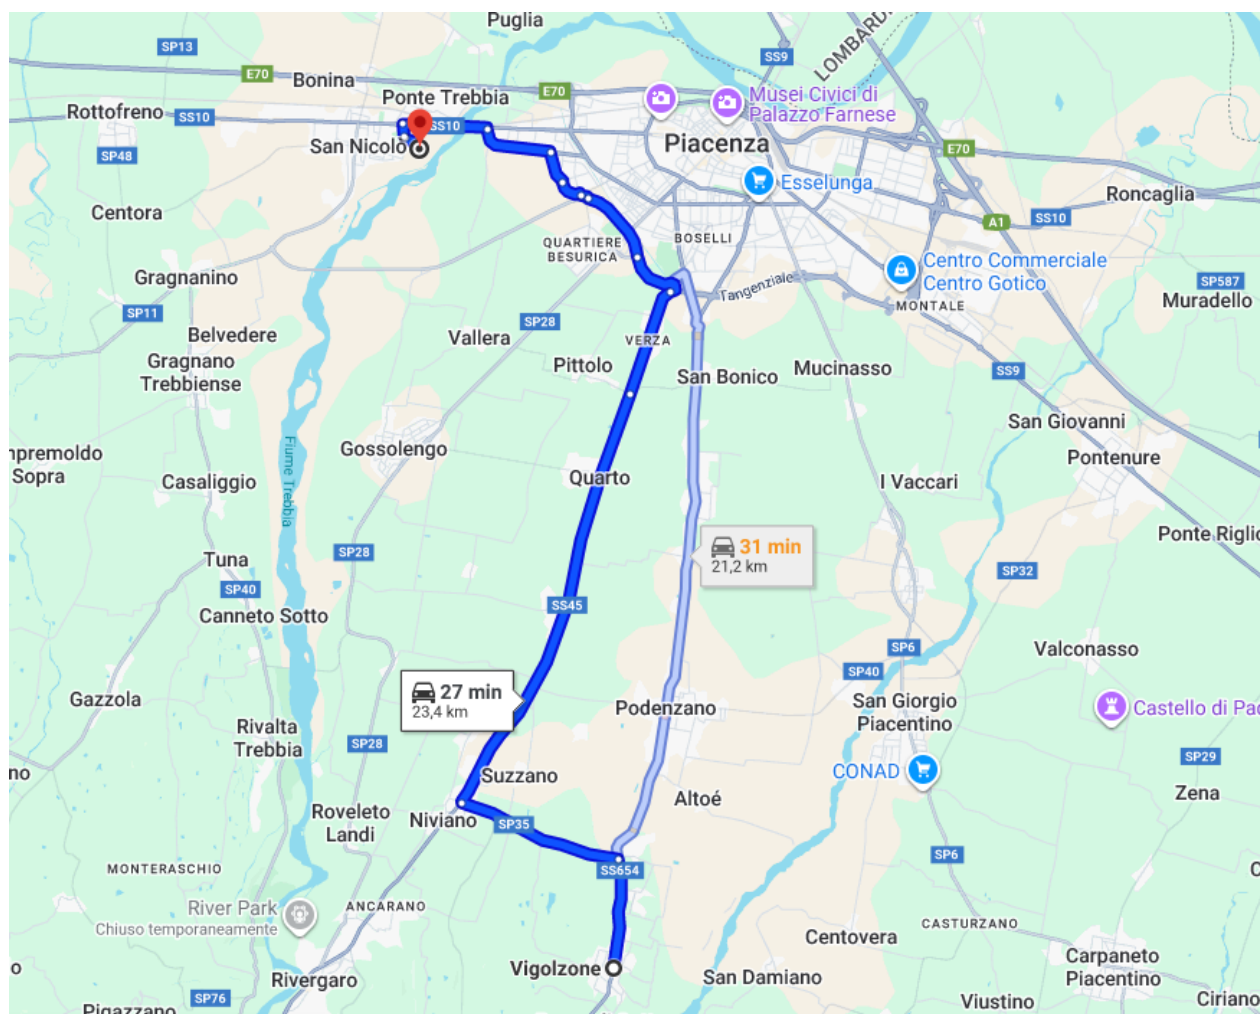 Puglia
SP13
SS9
LOMBARDI
E70
Bonina
E70
Ponte Trebbia
Musei Civici di
Palazzo Farnese
Rottofreno
SS10
SS10
Piacenza
San Nicolò
SP48
E70
Esselunga
Roncaglia
Centora
A1
SS10
BOSELLI
QUARTIERE
BESURICA
Centro Commerciale
Centro Gotico
Gragnanino
Tangenziale
SP587
Muradello
MONTALE
SP11
SP28
Belvedere
Vallera
VERZA
Gragnano
Trebbiense
Pittolo
San Bonico
Mucinasso
SS9
San Giovanni
Gossolengo
Pontenure
mpremoldo
Sopra
Fiume Trebbia
Casaliggio
Quarto
I Vaccari
31 min
21,2 km
Ponte Riglio
SP28
Tuna
SP32
SP40
SS45
Canneto Sotto
SP6
Valconasso
SP40
27 min
23,4 km
Gazzola
Podenzano
San Giorgio
Piacentino
Castello di Pad
Rivalta
Trebbia
SP28
SP29
no
Suzzano
CONAD
Zena
Altoé
Roveleto
Landi
Niviano
SP35
SP6
MONTERASCHIO
SS654
C
River Park
Chiuso temporaneamente
ANCARANO
CASTURZANO
Centovera
Carpaneto
Piacentino
o
Vigolzone
San Damiano
Rivergaro
SP76
Viustino
Ciriano
Pigazzano